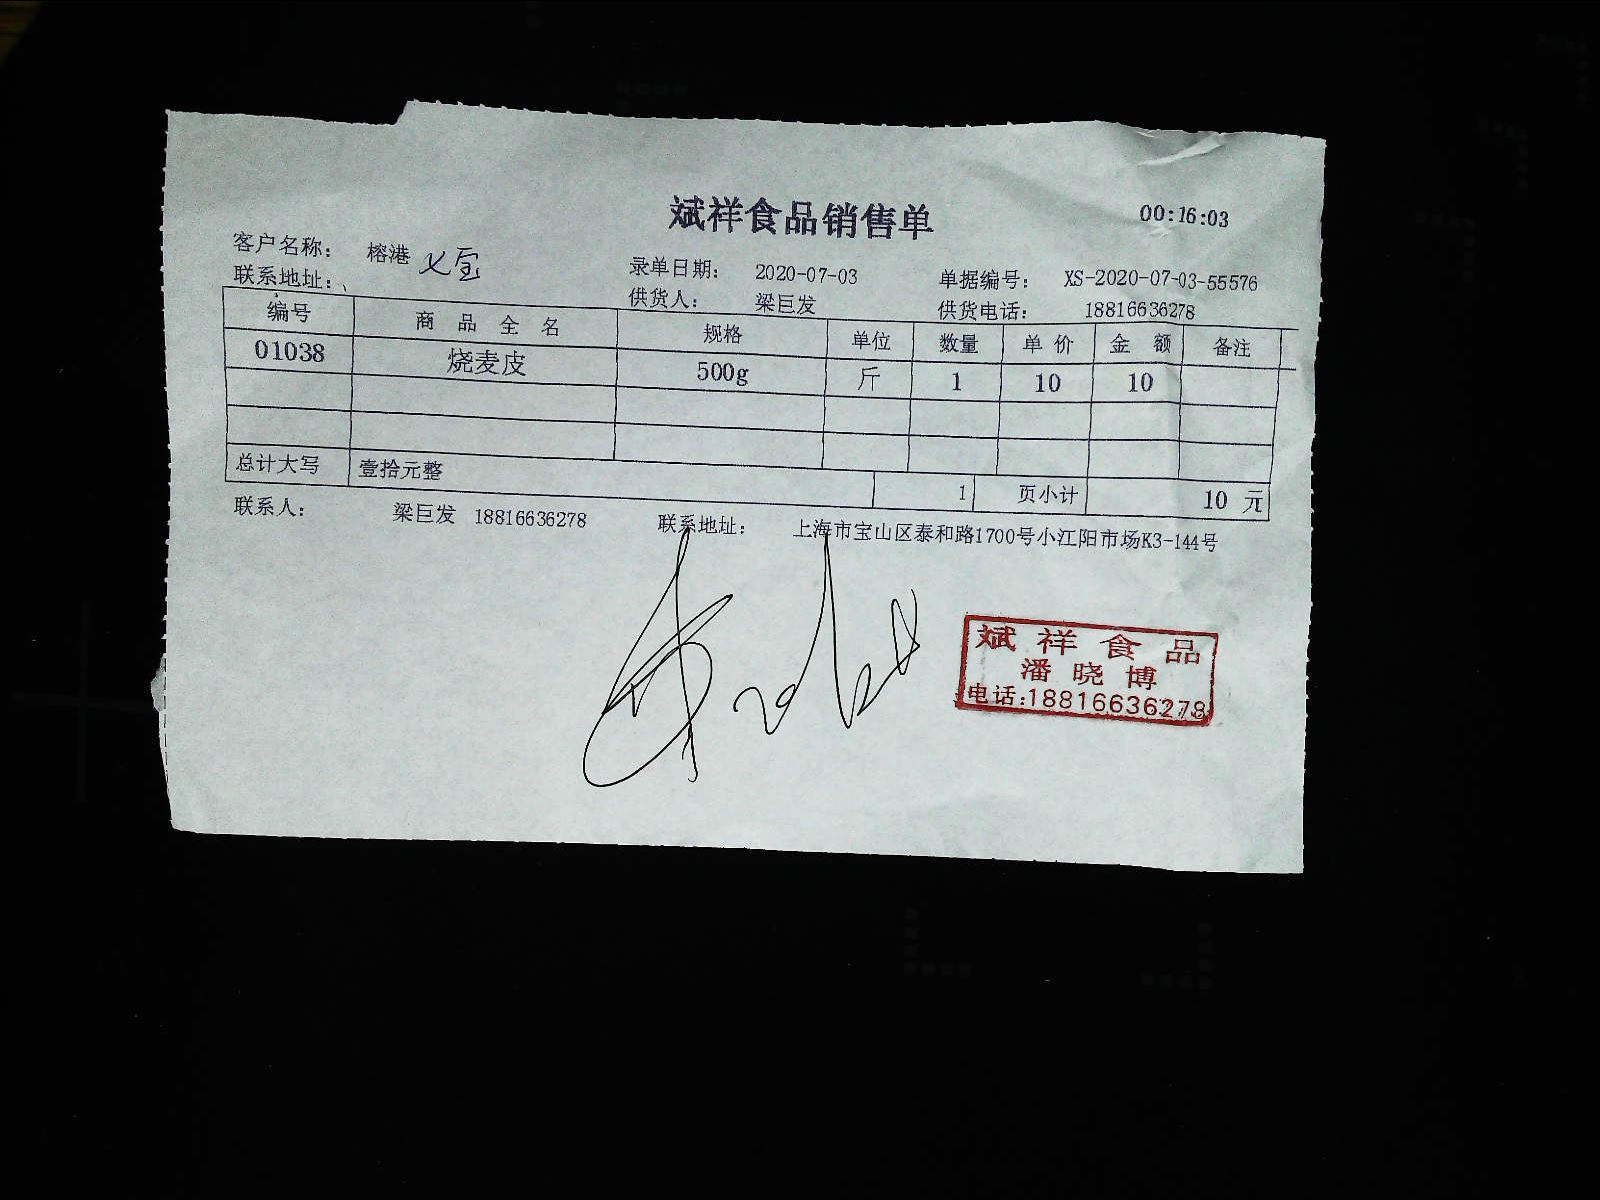 斌祥食品销售单
00:16:03
客户名称： 榕港 七宝
录单日期： 2020-07-03 单据编号： XS-2020-07-03-55576
联系地址：
供货人： 梁巨发 供货电话： 18816636278
编号 商品全名 规格 单位 数量 单价 金额 备注
01038 烧麦皮 500g 斤 1 10 10
总计大写 壹拾元整 1 页小计 10 元
联系人： 梁巨发 18816636278 联系地址： 上海市宝山区泰和路1700号小江阳市场K3-144号
斌祥食品
潘晓博
电话:18816636278